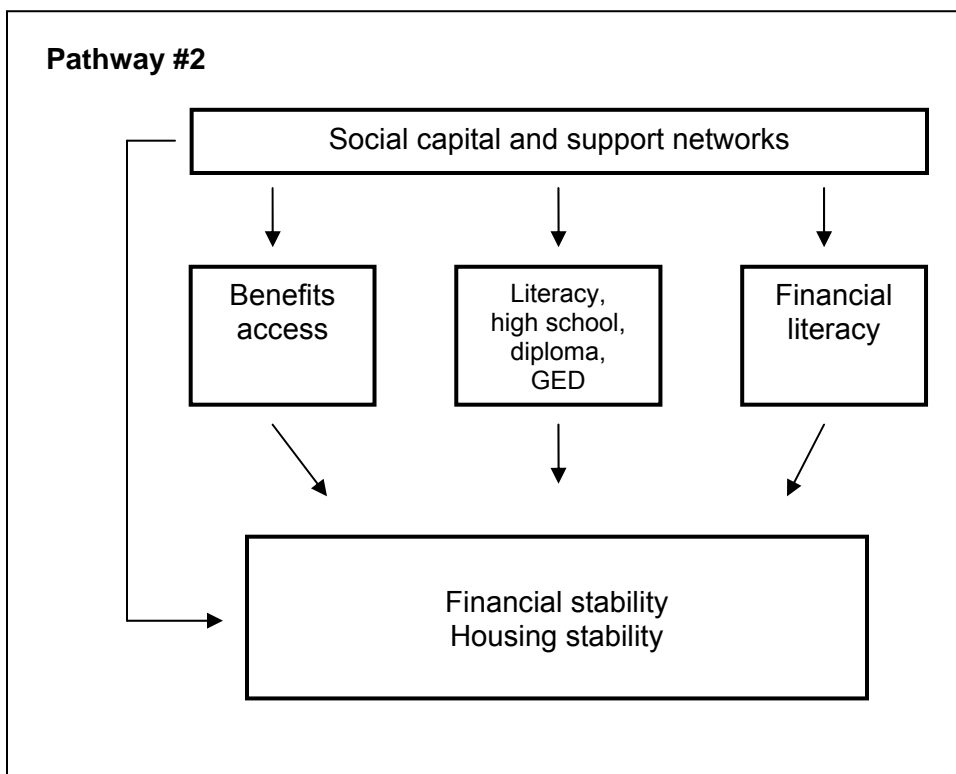 Pathway #2
Social capital and support networks
Benefits
access
Literacy,
high school,
diploma,
GED
Financial
literacy
Financial stability
Housing stability